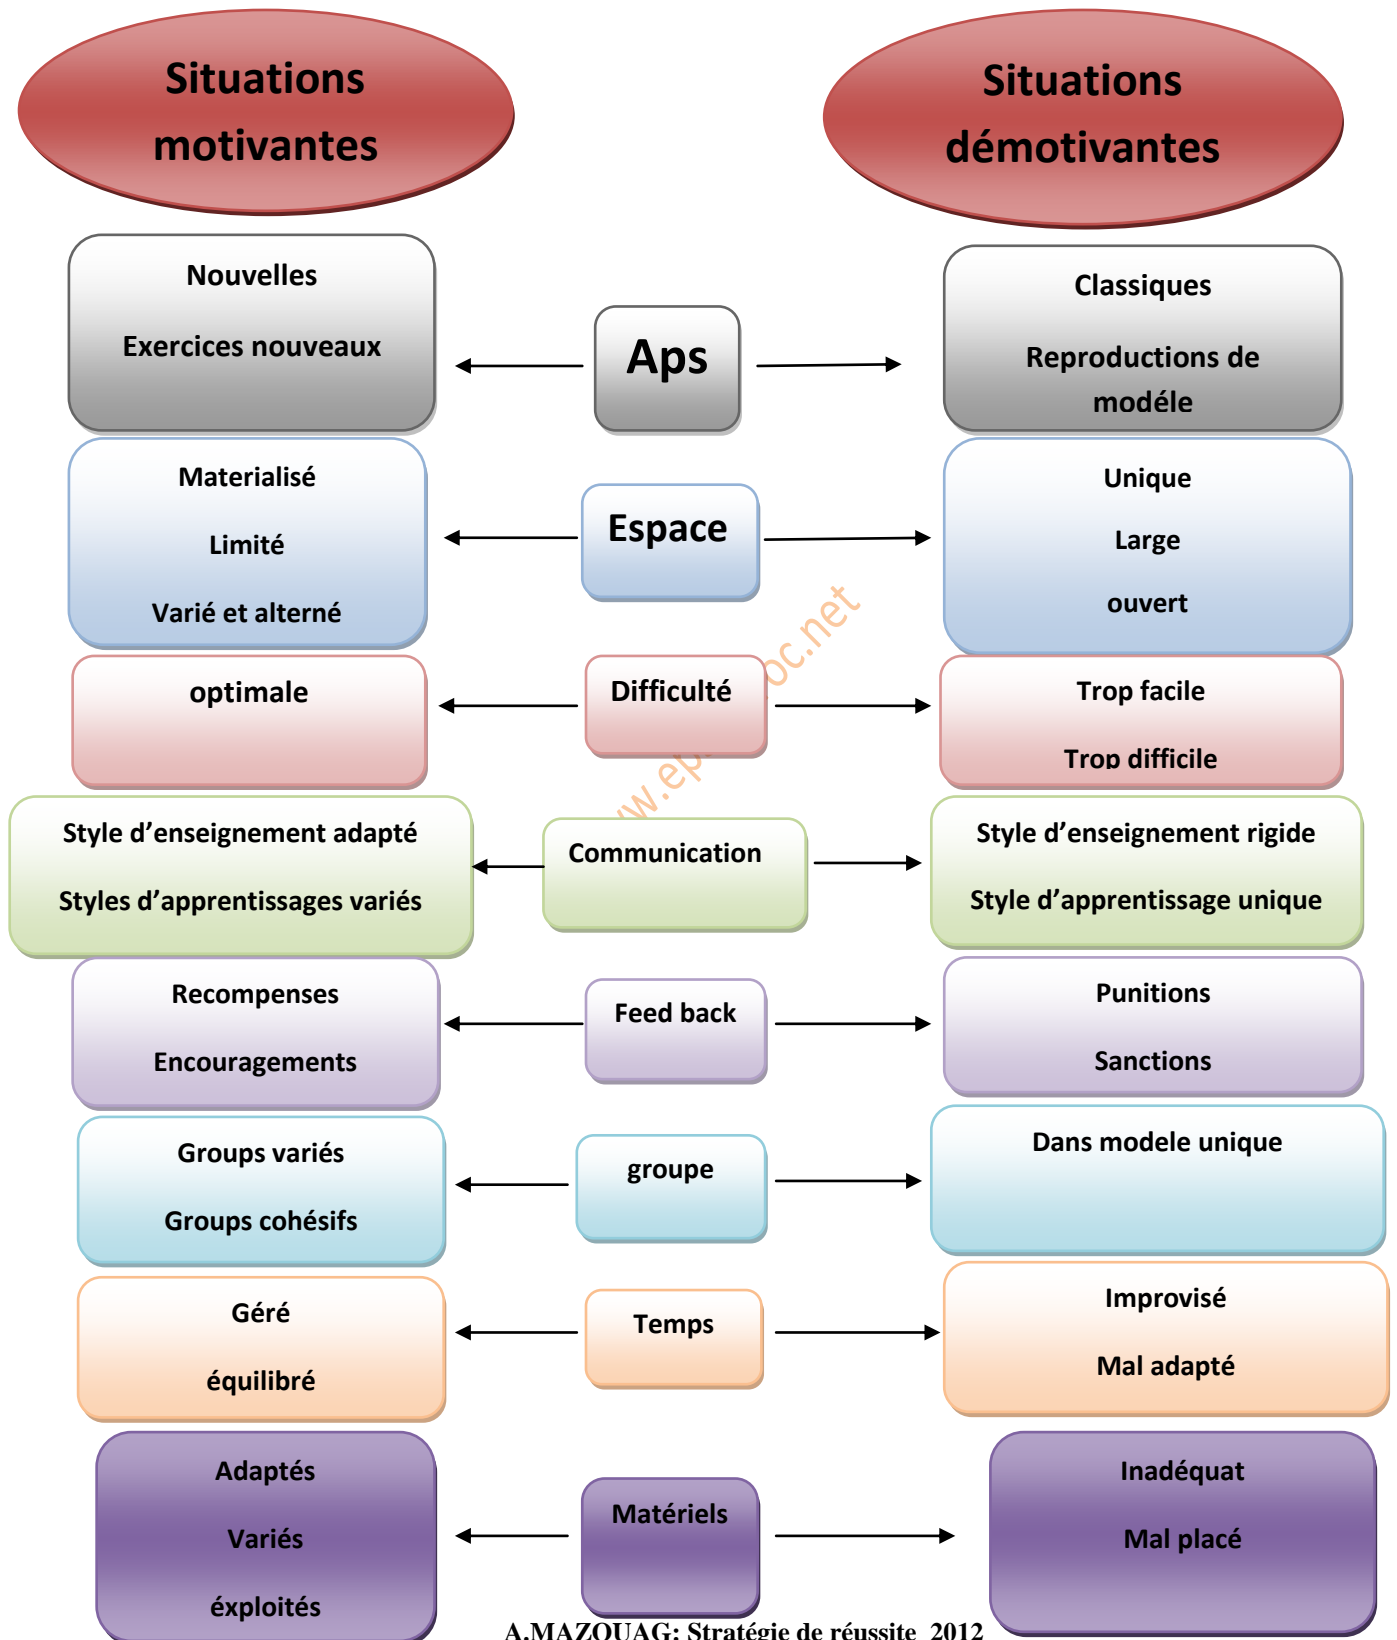 Situations
motivantes
Situations
démotivantes
Nouvelles
Exercices nouveaux
Aps
Classiques
Reproductions de
modéle
Materialisé
Limité
Varié et alterné
Espace
Unique
Large
ouvert
optimale
Difficulté
Trop facile
Trop difficile
Style d’enseignement adapté
Styles d’apprentissages variés
Communication
Style d’enseignement rigide
Style d’apprentissage unique
Recompenses
Encouragements
Feed back
Punitions
Sanctions
Groups variés
Groups cohésifs
groupe
Dans modele unique
Géré
équilibré
Temps
Improvisé
Mal adapté
Adaptés
Variés
éxploités
Matériels
Inadéquat
Mal placé
A.MAZOUAG: Stratégie de réussite 2012